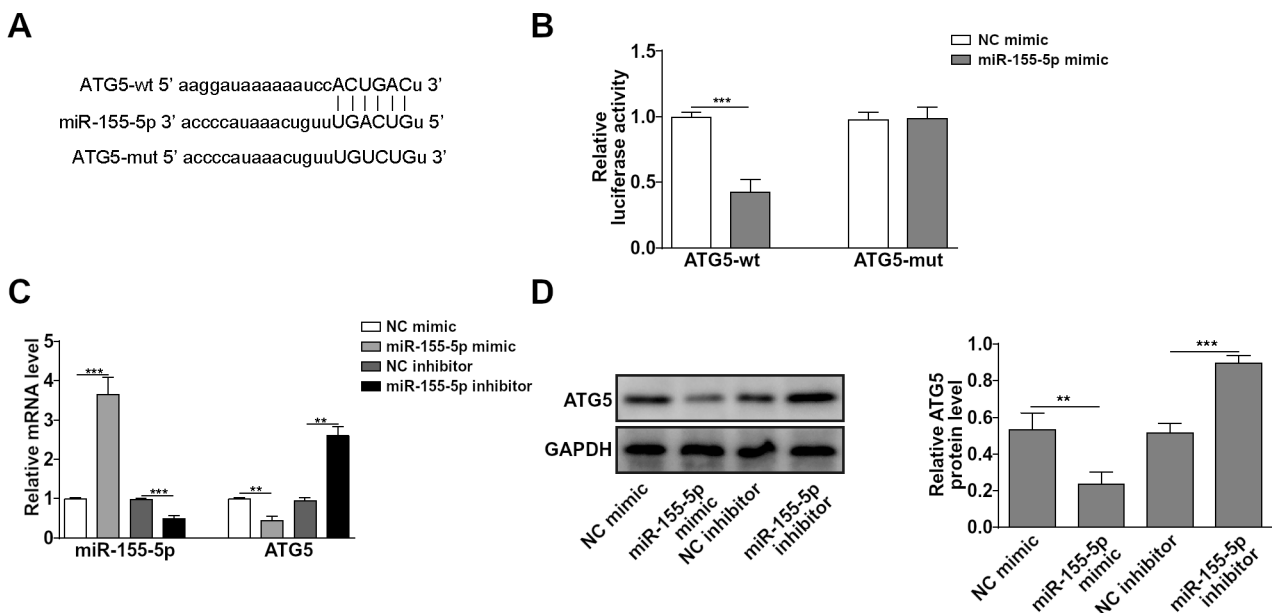 A
ATG5-wt 5’ aaggauaaaaaauccACUGACu 3’
miR-155-5p 3’ accccauaaacuguuUGACUGu 5’
ATG5-mut 5’ accccauaaacuguuUGUCUGu 3’
B
NC mimic
miR-155-5p mimic
Relative
luciferase activity
1.5
1.0
0.5
0.0
***
ATG5-wt
ATG5-mut
C
NC mimic
miR-155-5p mimic
NC inhibitor
miR-155-5p inhibitor
Relative mRNA level
5
4
3
2
1
0
***
***
**
**
miR-155-5p
ATG5
D
ATG5
GAPDH
NC mimic
miR-155-5p
mimic
NC inhibitor
miR-155-5p
inhibitor
Relative ATG5
protein level
1.0
0.8
0.6
0.4
0.2
0.0
**
***
NC mimic
miR-155-5p
mimic
NC inhibitor
miR-155-5p
inhibitor